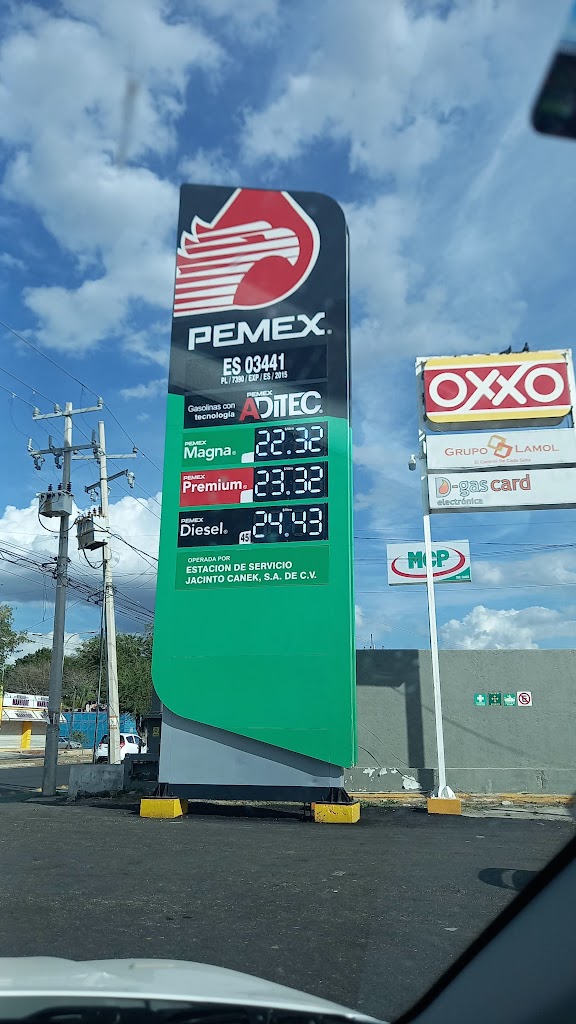 PEMEX®
ES 03441
PL / 7390 / EXP / ES / 2015
Gasolinas con
tecnología
PEMEX
ADiTEC
PEMEX
Magna
22.32
PEMEX
Premium
23.32
PEMEX
Diesel
45
24.43
OPERADA POR
ESTACION DE SERVICIO
JACINTO CANEK, S.A. DE C.V.
OXXO
GRUPO LAMOL
D-gas card
electrónica
MGP